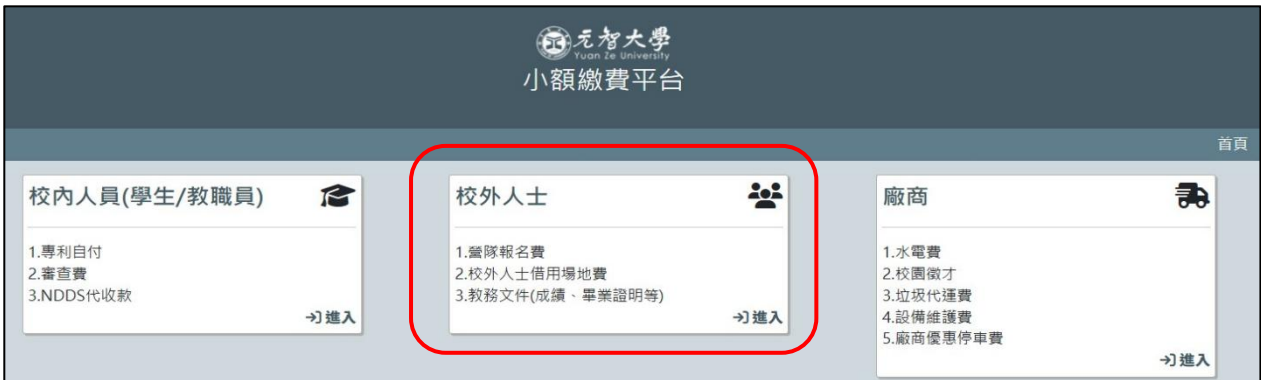 元智大學
Yuan Ze University
小額繳費平台
首頁
校內人員(學生/教職員)
1.專利自付
2.審查費
3.NDDS代收款
進入
校外人士
1.營隊報名費
2.校外人士借用場地費
3.教務文件(成績、畢業證明等)
進入
廠商
1.水電費
2.校園徵才
3.垃圾代運費
4.設備維護費
5.廠商優惠停車費
進入